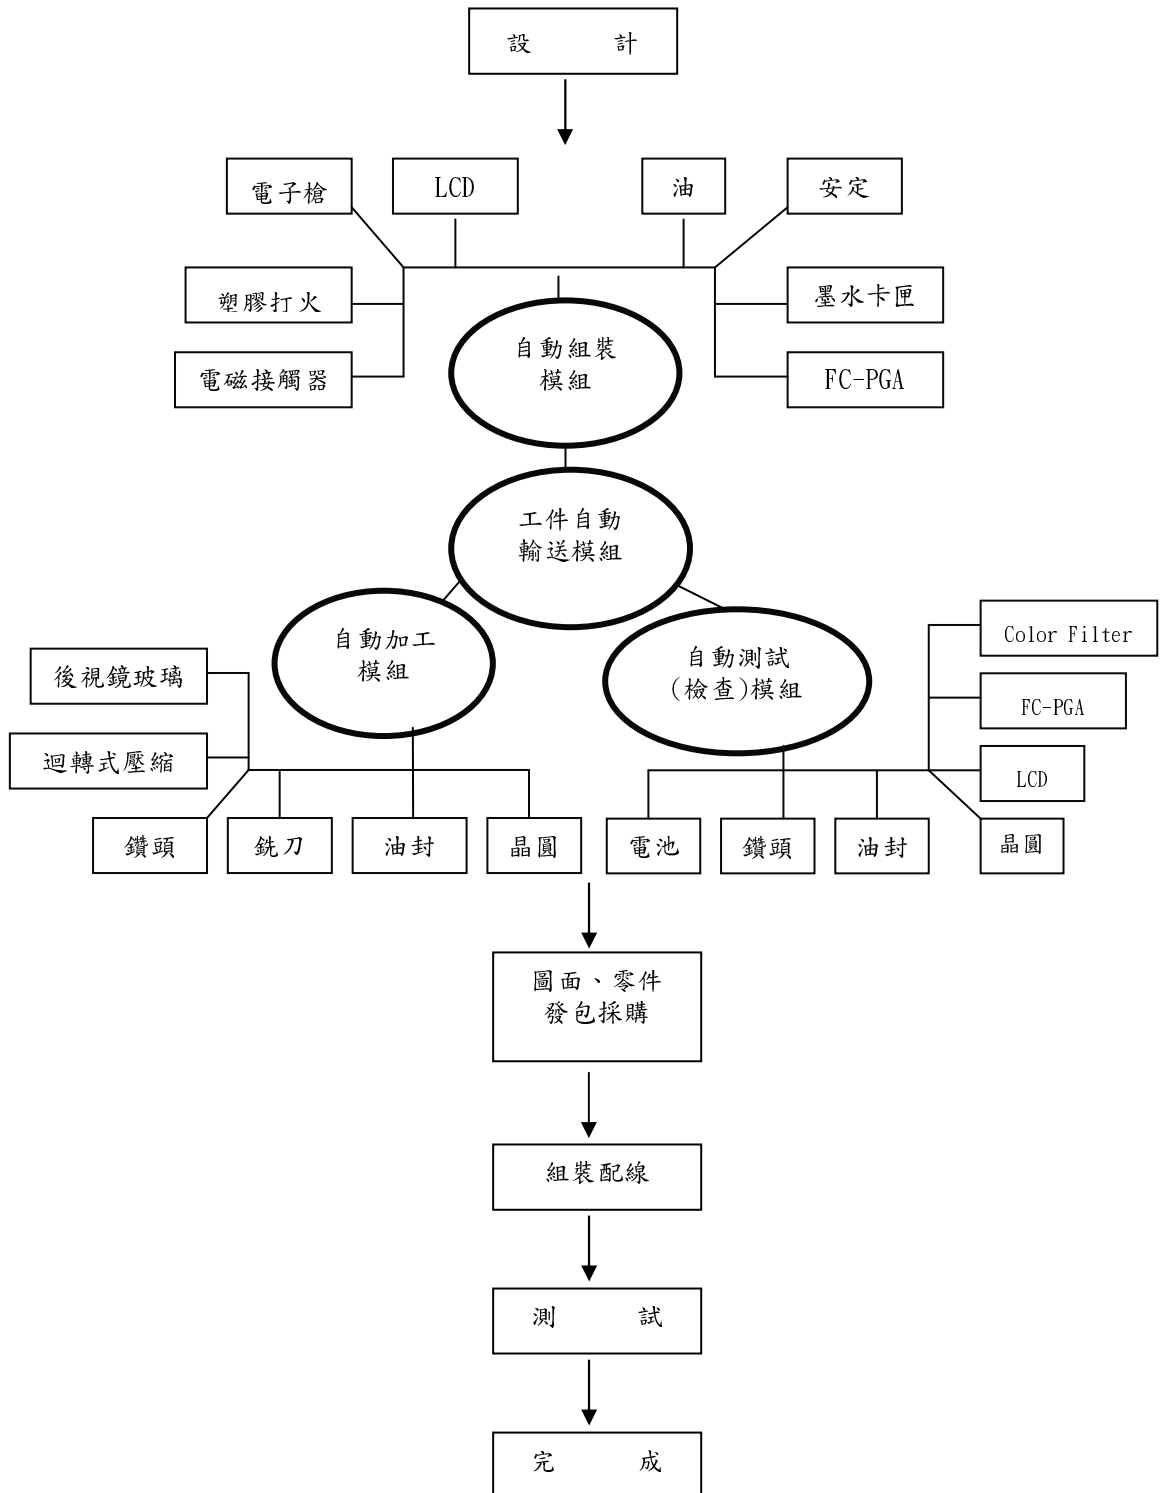 設 計
電子槍
LCD
油
安定
塑膠打火
墨水卡匣
電磁接觸器
FC-PGA
自動組裝
模組
工件自動
輸送模組
自動加工
模組
自動測試
(檢查)模組
後視鏡玻璃
迴轉式壓縮
鑽頭
銑刀
油封
晶圓
Color Filter
FC-PGA
LCD
電池
鑽頭
油封
晶圓
圖面、零件
發包採購
組裝配線
測 試
完 成